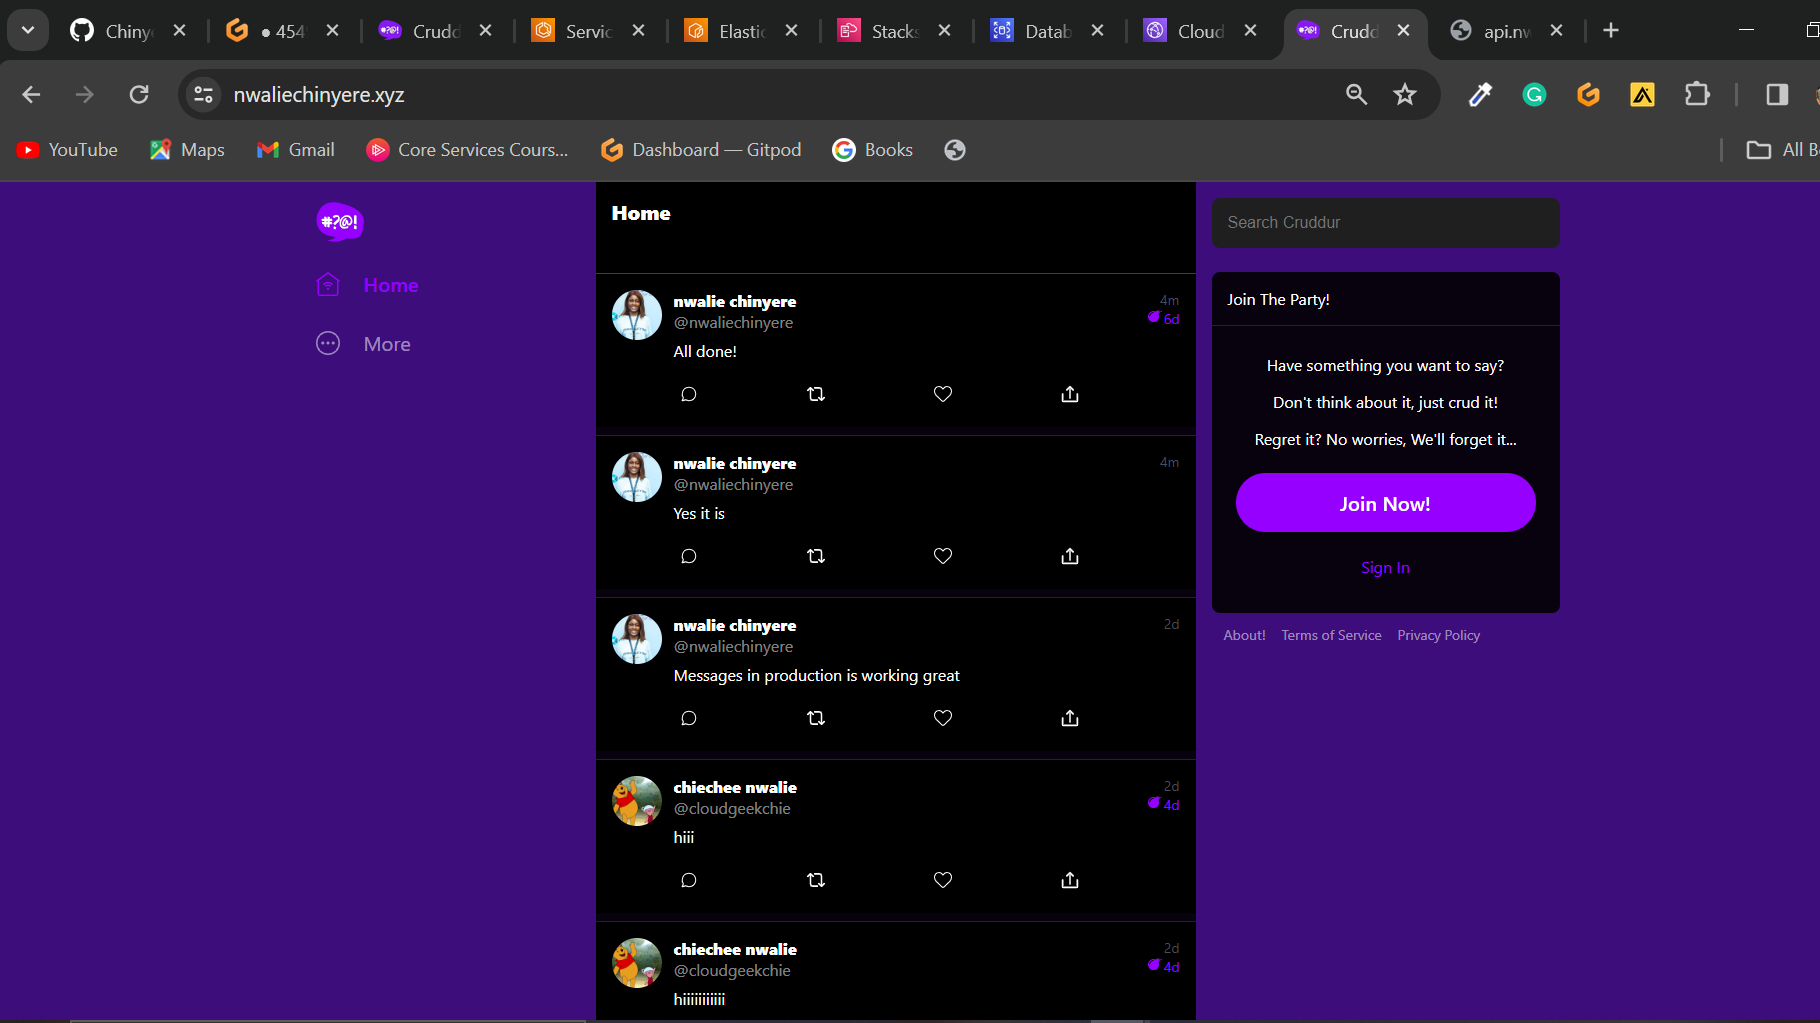 Chiny
454
Crudd
Servic
Elastic
Stacks
Datab
Cloud
Crudd
api.nw
nwaliechinyere.xyz
YouTube
Maps
Gmail
Core Services Cours...
Dashboard — Gitpod
Books
All B
#?@!
Home
More
Home
nwalie chinyere
4m
@nwaliechinyere
6d
All done!
nwalie chinyere
4m
@nwaliechinyere
Yes it is
nwalie chinyere
2d
@nwaliechinyere
Messages in production is working great
chiechee nwalie
2d
@cloudgeekchie
4d
hiii
chiechee nwalie
2d
@cloudgeekchie
4d
hiiiiiiiiiii
Search Cruddur
Join The Party!
Have something you want to say?
Don't think about it, just crud it!
Regret it? No worries, We'll forget it...
Join Now!
Sign In
About!
Terms of Service
Privacy Policy